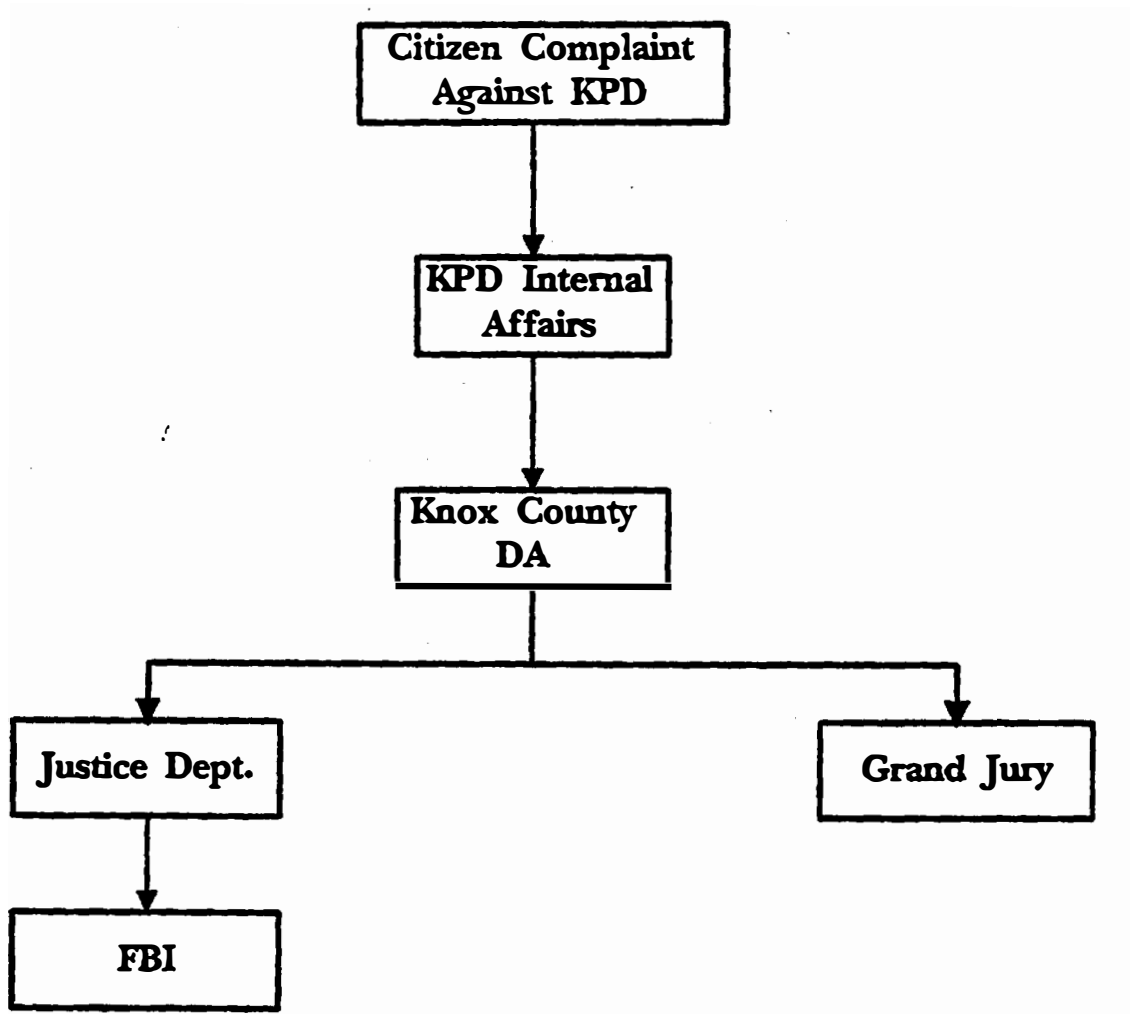 Citizen Complaint
Against KPD
KPD Internal
Affairs
Knox County
DA
Justice Dept.
Grand Jury
FBI